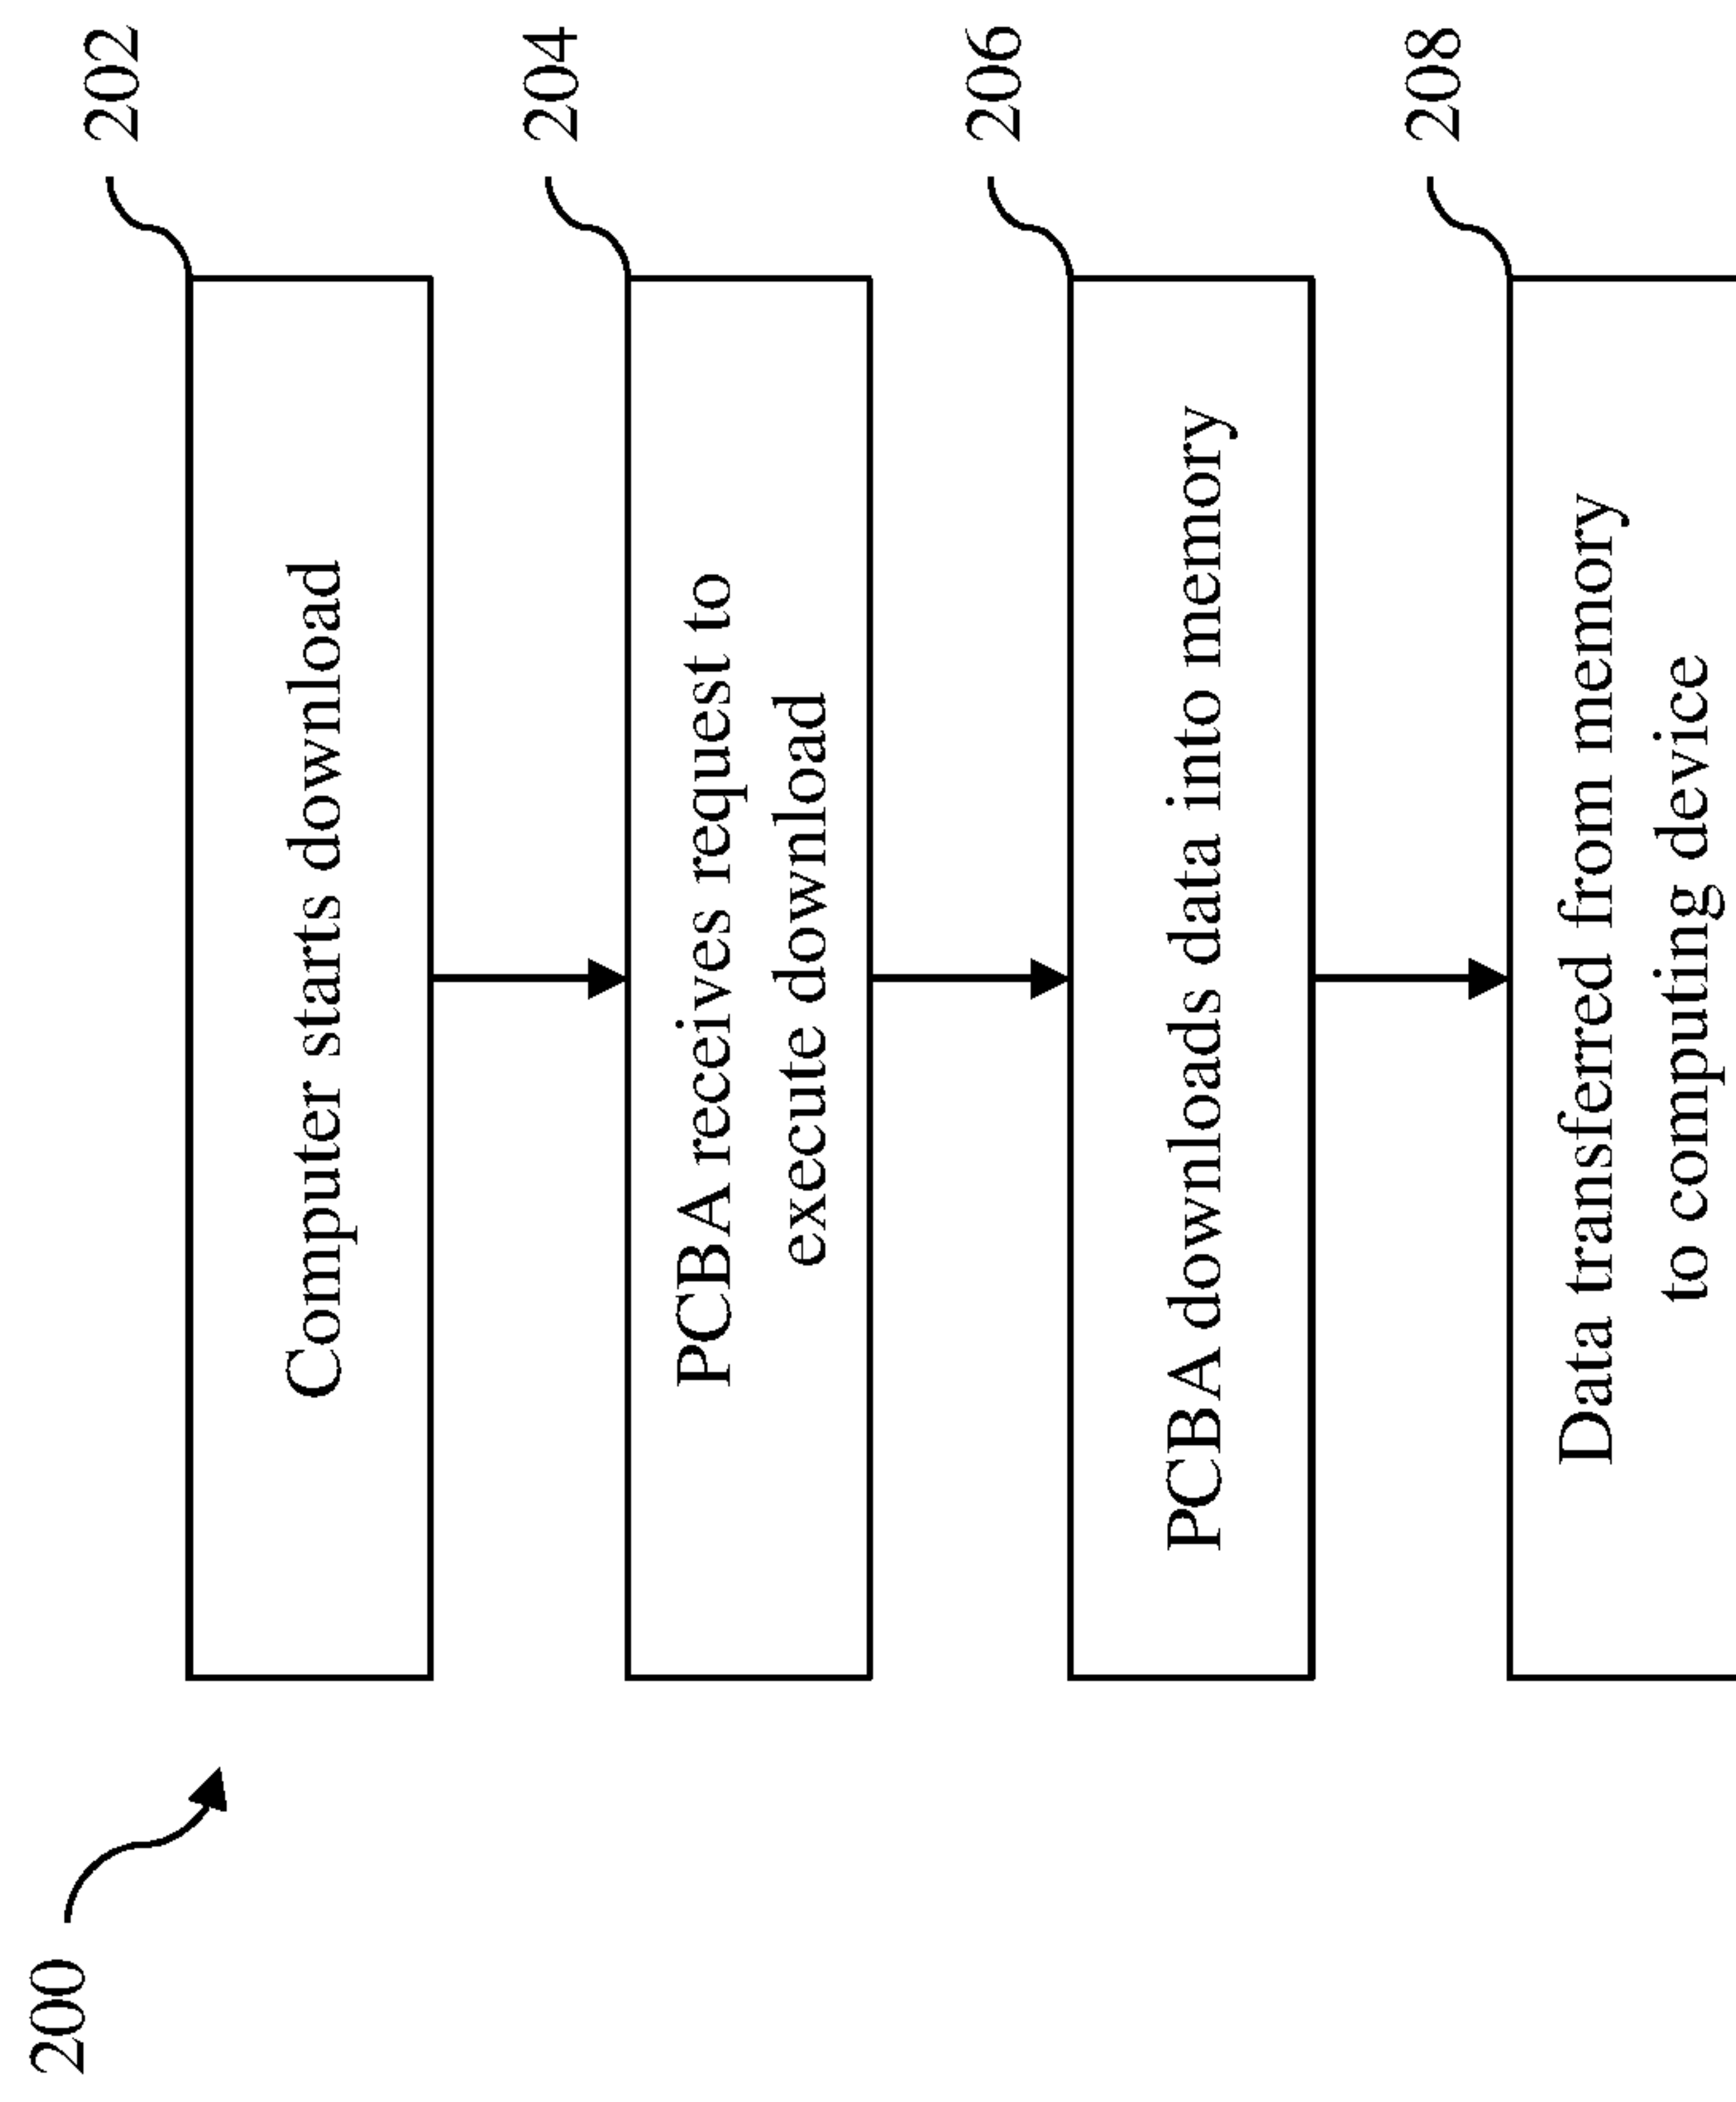 200
202
Computer starts download
204
PCBA receives request to
execute download
206
PCBA downloads data into memory
208
Data transferred from memory
to computing device